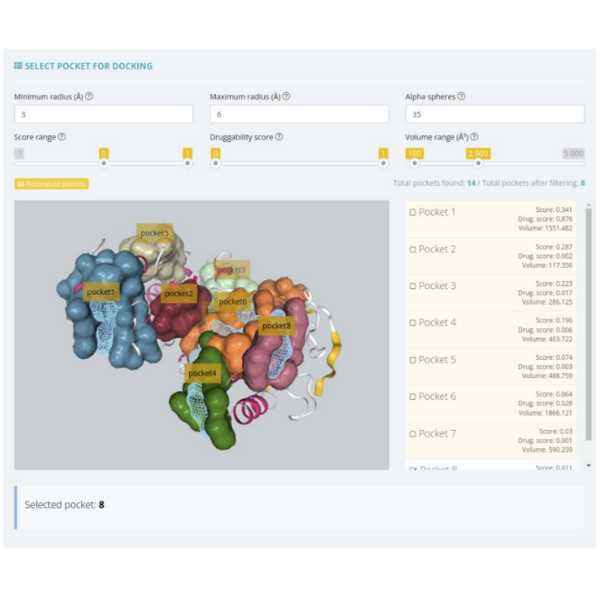 SELECT POCKET FOR DOCKING
Minimum radius (Å) Maximum radius (Å) Alpha spheres
3 6 35
Score range Druggability score Volume range (Å³)
-1 0 1 0 1 100 2 000 5 000
Recompute pockets
Total pockets found: 14 / Total pockets after filtering: 8
pocket5
pocket3
pocket1
pocket2
pocket6
pocket8
pocket4
Pocket 1
Score: 0.341
Drug. score: 0.876
Volume: 1551.482
Pocket 2
Score: 0.287
Drug. score: 0.002
Volume: 117.356
Pocket 3
Score: 0.223
Drug. score: 0.017
Volume: 286.125
Pocket 4
Score: 0.196
Drug. score: 0.006
Volume: 403.722
Pocket 5
Score: 0.074
Drug. score: 0.003
Volume: 488.759
Pocket 6
Score: 0.064
Drug. score: 0.028
Volume: 1866.121
Pocket 7
Score: 0.03
Drug. score: 0.001
Volume: 590.239
Pocket 8
Score: 0.011
Selected pocket: 8